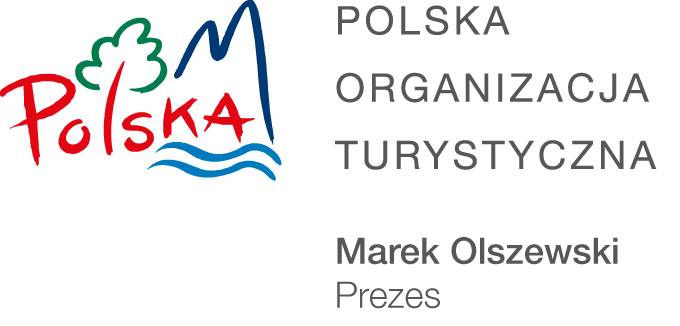 POLSKA
POLSKA
ORGANIZACJA
TURYSTYCZNA
Marek Olszewski
Prezes